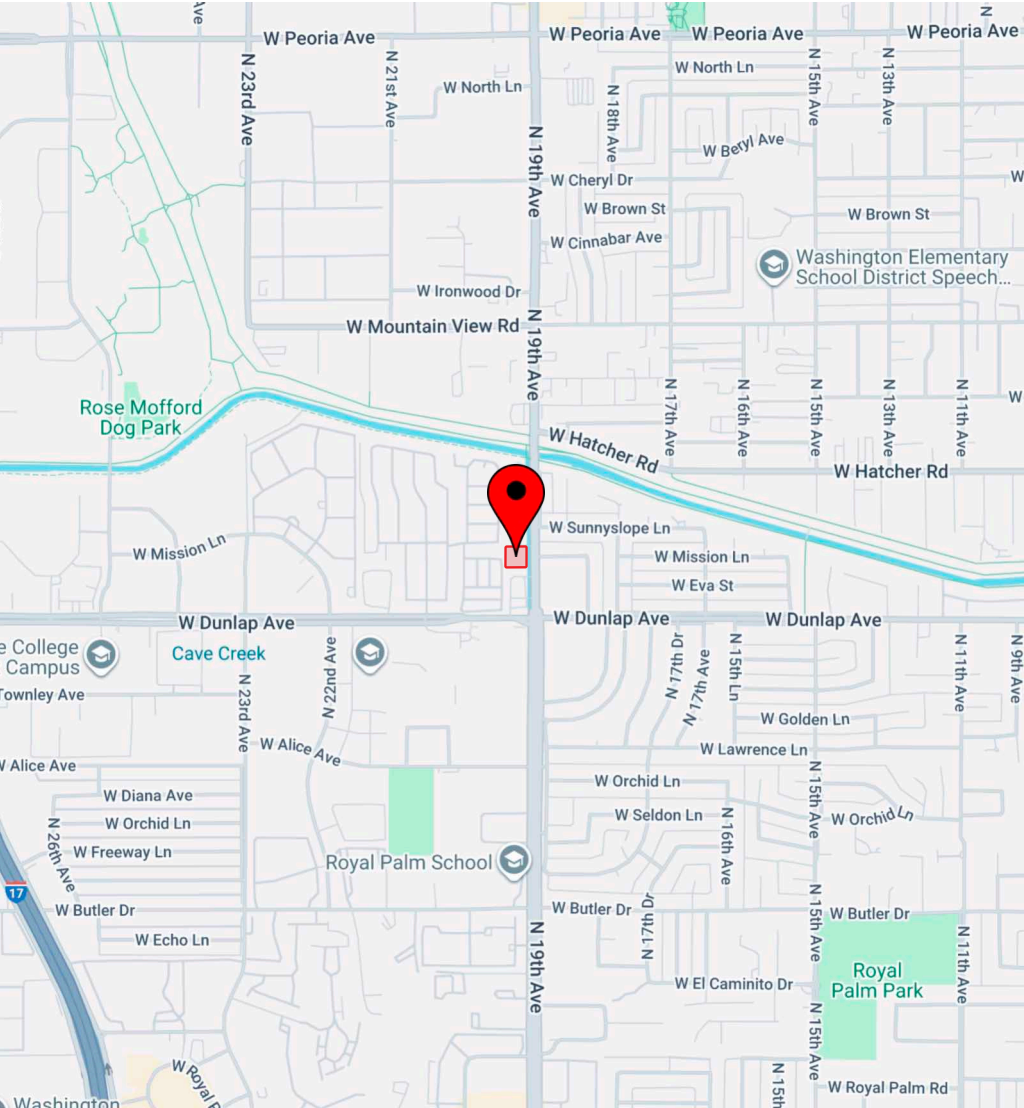 W Peoria Ave
W Peoria Ave
W Peoria Ave
W Peoria Ave
Ave
N 23rd Ave
N 21st Ave
W North Ln
N 19th Ave
N 18th Ave
W North Ln
N 15th Ave
N 13th Ave
N
W Beryl Ave
W Cheryl Dr
W
W Brown St
W Brown St
W Cinnabar Ave
Washington Elementary
School District Speech...
W Ironwood Dr
W Mountain View Rd
N 19th Ave
N 17th Ave
N 16th Ave
N 15th Ave
N 13th Ave
N 11th Ave
W
Rose Mofford
Dog Park
W Hatcher Rd
W Hatcher Rd
W Sunnyslope Ln
W Mission Ln
W Mission Ln
W Eva St
W Dunlap Ave
W Dunlap Ave
W Dunlap Ave
e College
Campus
Cave Creek
N 22nd Ave
N 17th Dr
N 17th Ave
N 15th Ln
N 11th Ave
N 9th Ave
Townley Ave
N 23rd Ave
W Golden Ln
W Alice Ave
W Lawrence Ln
W Alice Ave
W Orchid Ln
W Diana Ave
N 15th Ave
W Orchid Ln
N 26th Ave
W Seldon Ln
N 16th Ave
W Orchid Ln
W Freeway Ln
Royal Palm School
17
W Butler Dr
W Butler Dr
N 17th Dr
N 15th Ave
W Butler Dr
W Echo Ln
N 19th Ave
N 11th Ave
Royal
Palm Park
W El Caminito Dr
N 15th Ave
W Royal P
N 15th
W Royal Palm Rd
Washington